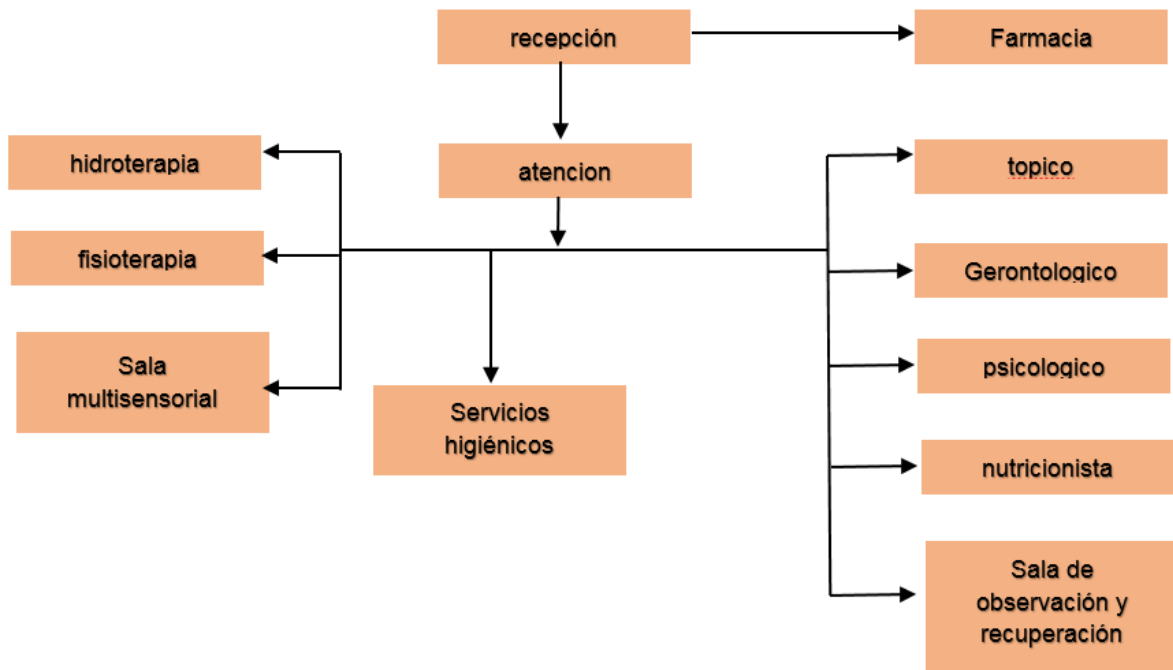 recepción
Farmacia
hidroterapia
atencion
topico
fisioterapia
Gerontologico
Sala
multisensorial
psicologico
Servicios
higiénicos
nutricionista
Sala de
observación y
recuperación